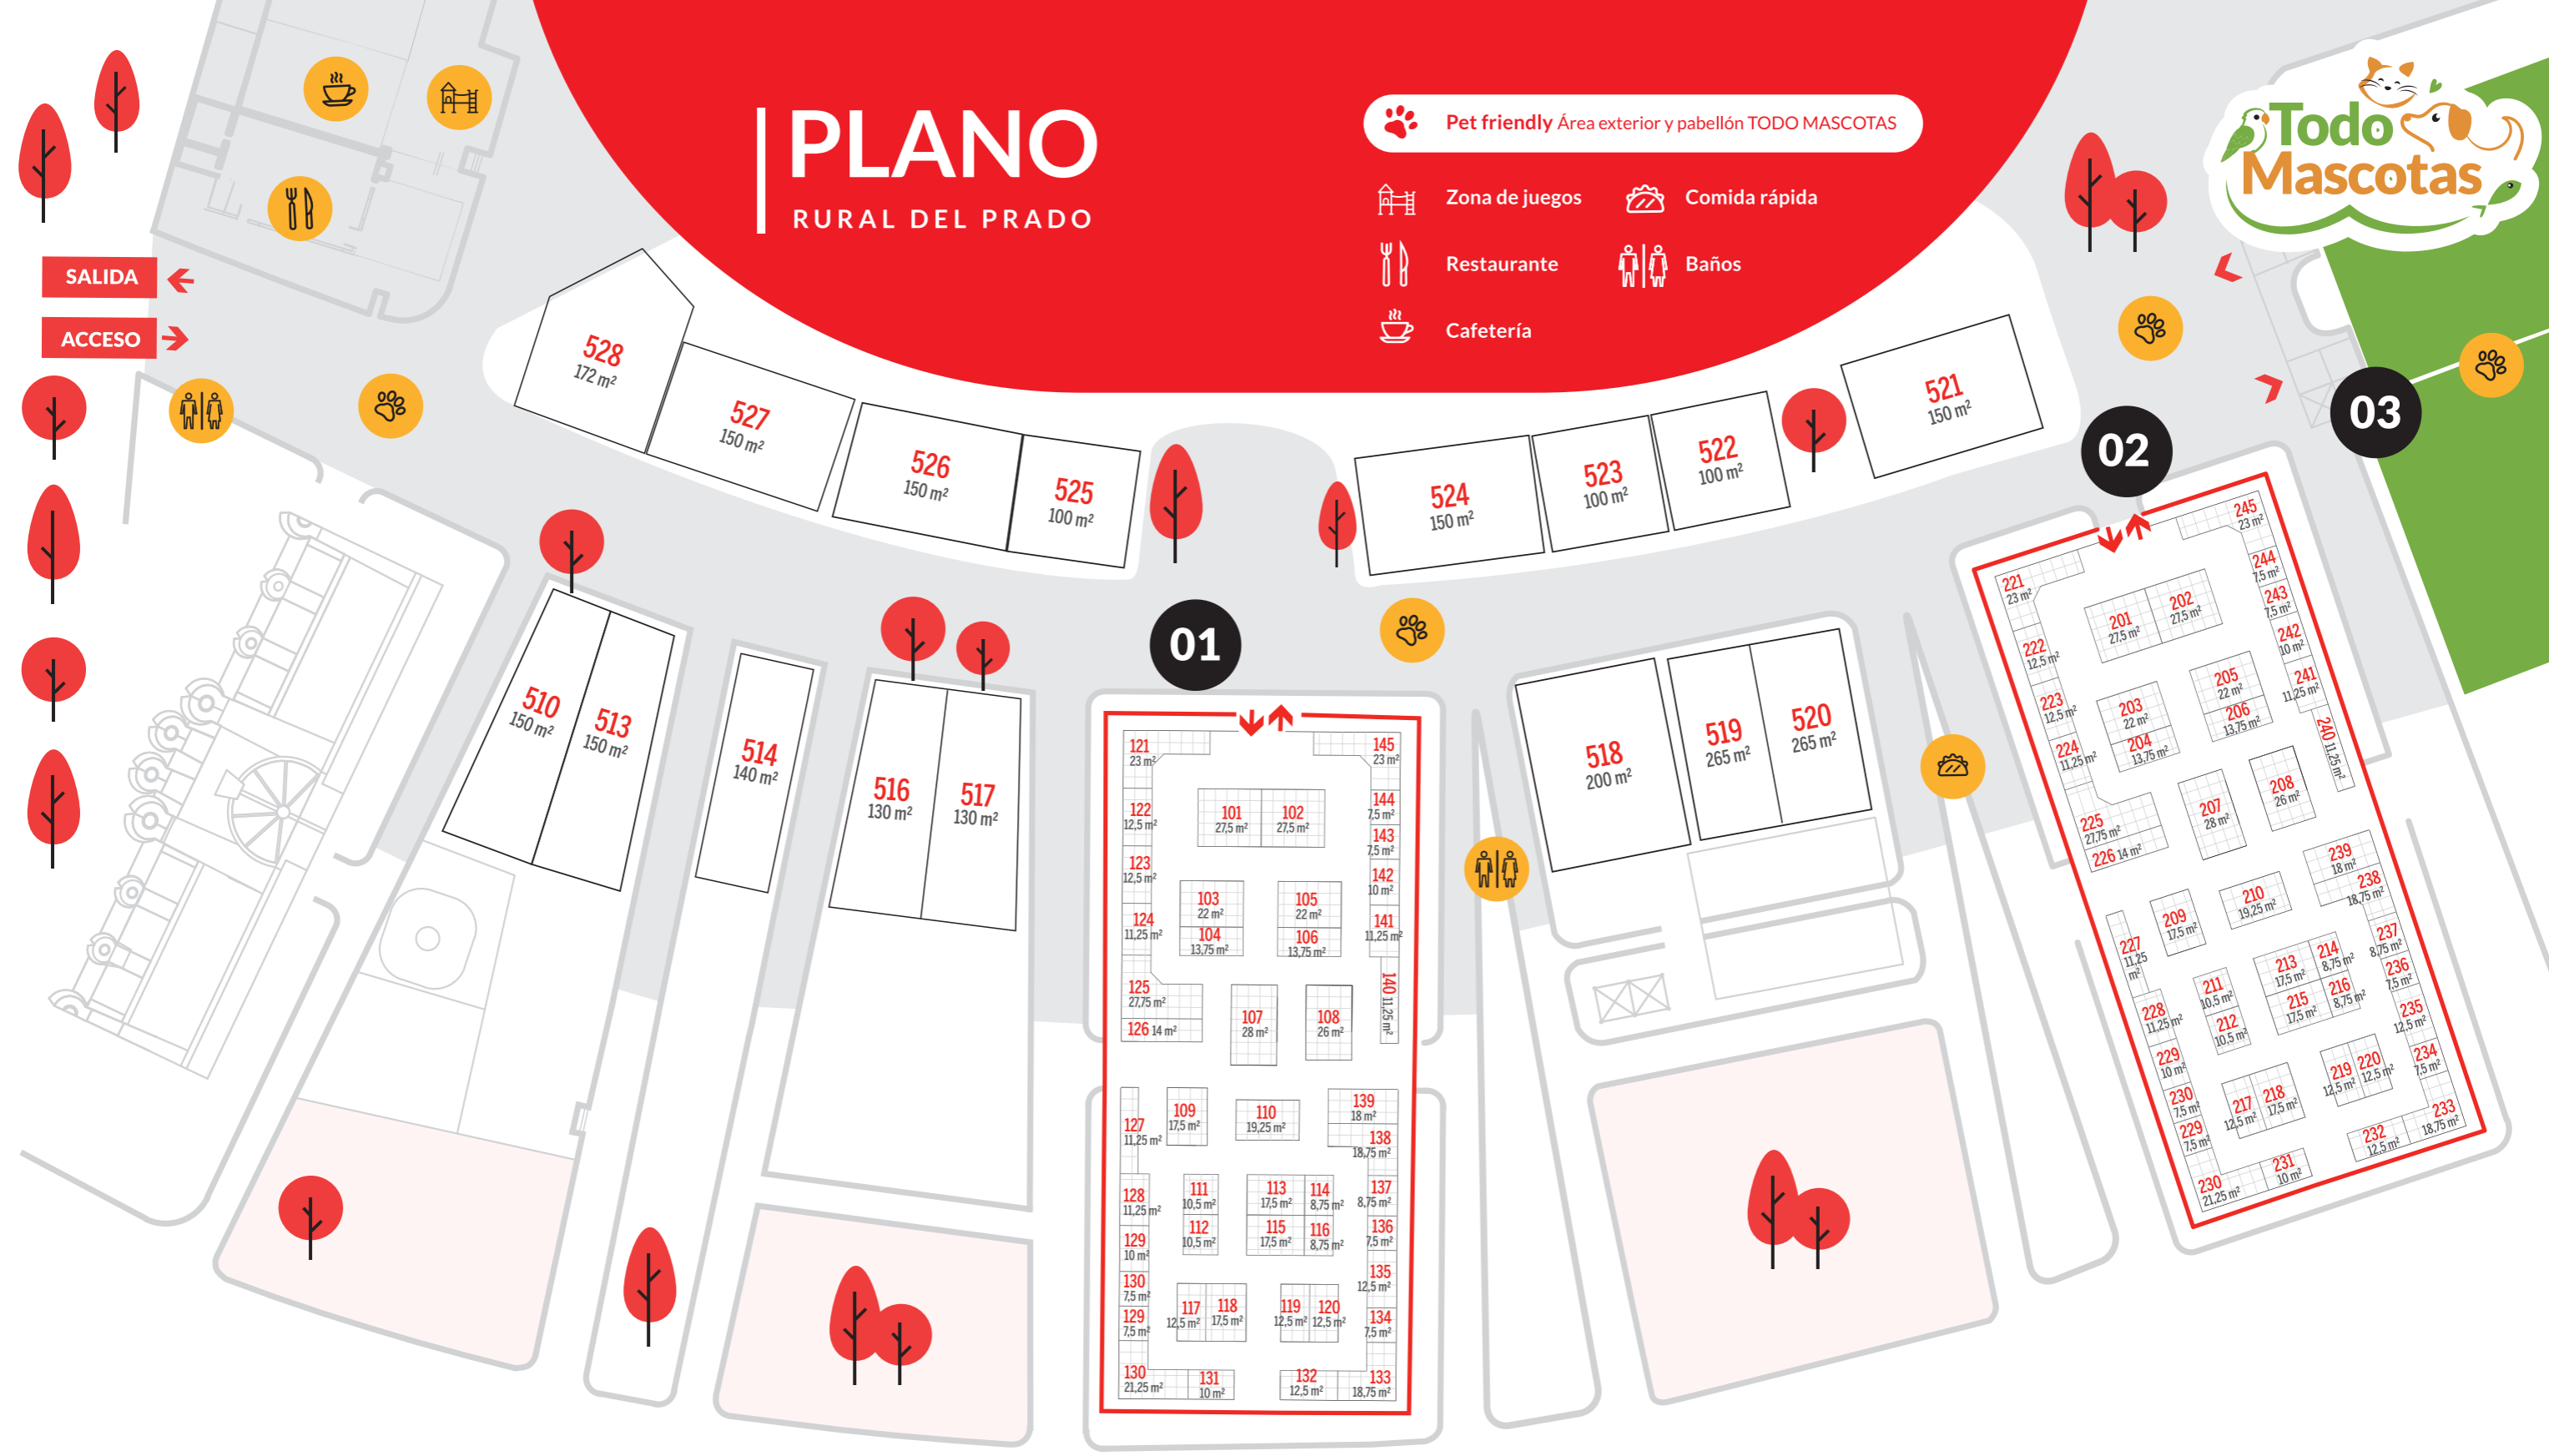 PLANO
RURAL DEL PRADO
Pet friendly Área exterior y pabellón TODO MASCOTAS
Zona de juegos
Comida rápida
Restaurante
Baños
Cafetería
Todo
Mascotas
SALIDA
ACCESO
528
172 m²
527
150 m²
526
150 m²
525
100 m²
524
150 m²
523
100 m²
522
100 m²
521
150 m²
01
02
03
510
150 m²
513
150 m²
514
140 m²
516
130 m²
517
130 m²
518
200 m²
519
265 m²
520
265 m²
121
23 m²
145
23 m²
122
12,5 m²
101
27,5 m²
102
27,5 m²
144
7,5 m²
143
7,5 m²
123
12,5 m²
142
10 m²
103
22 m²
105
22 m²
124
11,25 m²
104
13,75 m²
106
13,75 m²
141
11,25 m²
125
27,75 m²
126 14 m²
107
28 m²
108
26 m²
140 11,25 m²
127
11,25 m²
109
17,5 m²
110
19,25 m²
139
18 m²
138
18,75 m²
128
11,25 m²
111
10,5 m²
113
17,5 m²
114
8,75 m²
137
8,75 m²
129
10 m²
112
10,5 m²
115
17,5 m²
116
8,75 m²
136
7,5 m²
130
7,5 m²
135
12,5 m²
129
7,5 m²
117
12,5 m²
118
17,5 m²
119
12,5 m²
120
12,5 m²
134
7,5 m²
130
21,25 m²
131
10 m²
132
12,5 m²
133
18,75 m²
221
23 m²
245
23 m²
222
12,5 m²
201
27,5 m²
202
27,5 m²
244
7,5 m²
243
7,5 m²
223
12,5 m²
242
10 m²
203
22 m²
205
22 m²
224
11,25 m²
204
13,75 m²
206
13,75 m²
241
11,25 m²
225
27,75 m²
226 14 m²
207
28 m²
208
26 m²
240 11,25 m²
227
11,25
m²
209
17,5 m²
210
19,25 m²
239
18 m²
238
18,75 m²
228
11,25 m²
211
10,5 m²
213
17,5 m²
214
8,75 m²
237
8,75 m²
229
10 m²
212
10,5 m²
215
17,5 m²
216
8,75 m²
236
7,5 m²
230
7,5 m²
235
12,5 m²
229
7,5 m²
217
12,5 m²
218
17,5 m²
219
12,5 m²
220
12,5 m²
234
7,5 m²
230
21,25 m²
231
10 m²
232
12,5 m²
233
18,75 m²